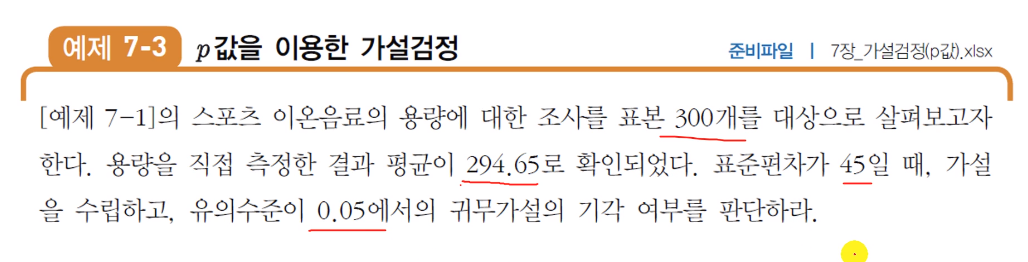 예제 7-3 p값을 이용한 가설검정 준비파일 | 7장_가설검정(p값).xlsx
[예제 7-1]의 스포츠 이온음료의 용량에 대한 조사를 표본 300개를 대상으로 살펴보고자
한다. 용량을 직접 측정한 결과 평균이 294.65로 확인되었다. 표준편차가 45일 때, 가설
을 수립하고, 유의수준이 0.05에서의 귀무가설의 기각 여부를 판단하라.